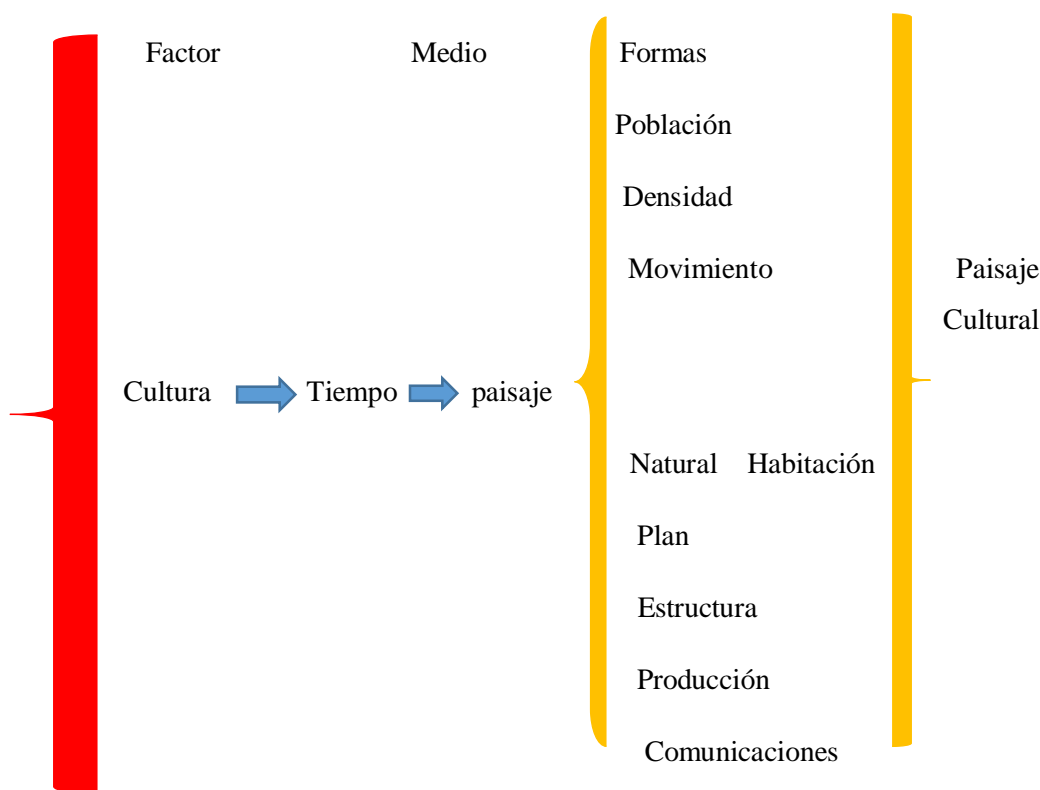 Factor Medio Formas
Población
Densidad
Movimiento Paisaje
Cultural
Cultura Tiempo paisaje
Natural Habitación
Plan
Estructura
Producción
Comunicaciones